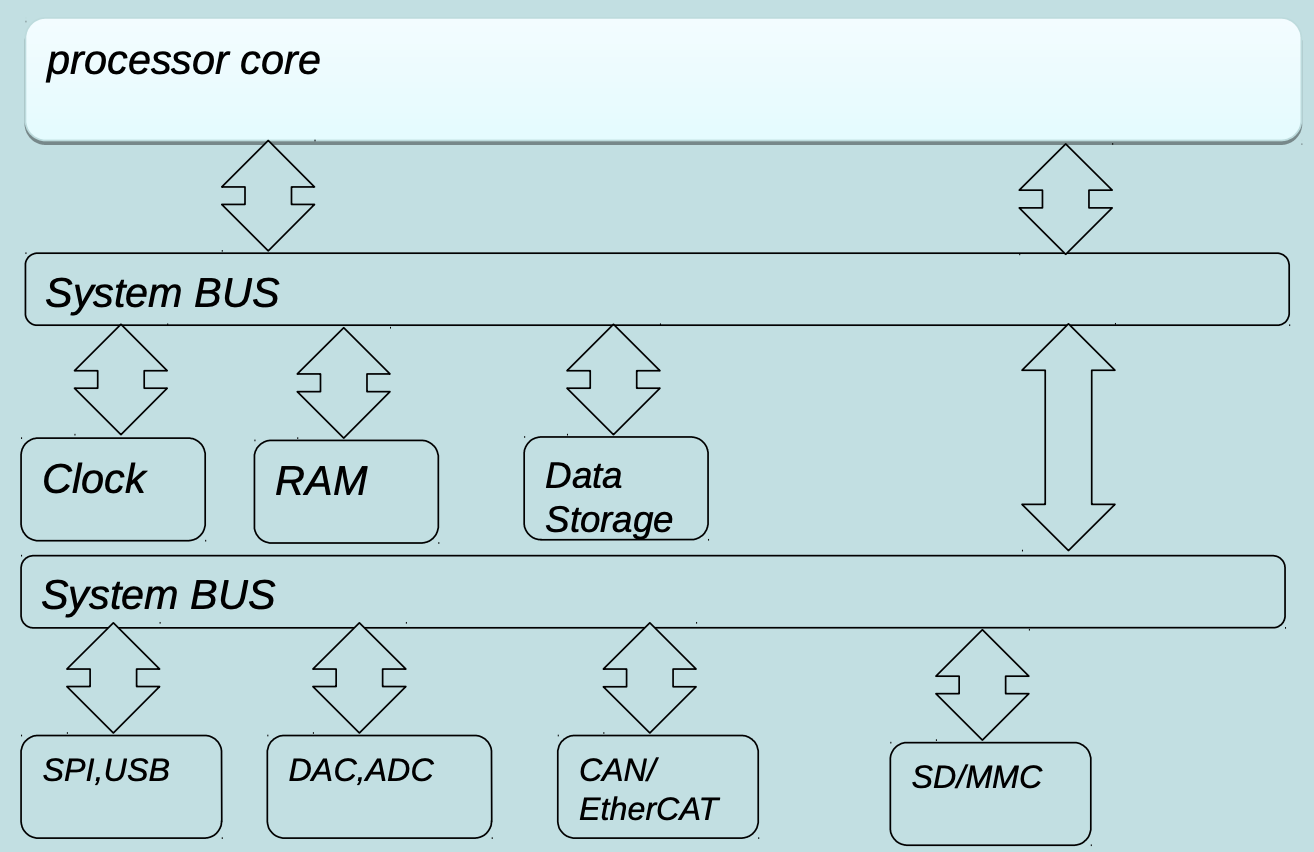 processor core
System BUS
Clock
RAM
Data
Storage
System BUS
SPI,USB
DAC,ADC
CAN/
EtherCAT
SD/MMC